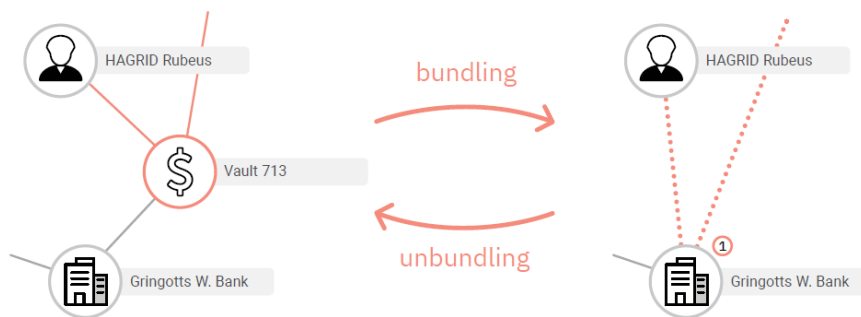 HAGRID Rubeus
$
Vault 713
Gringotts W. Bank
bundling
unbundling
HAGRID Rubeus
1
Gringotts W. Bank